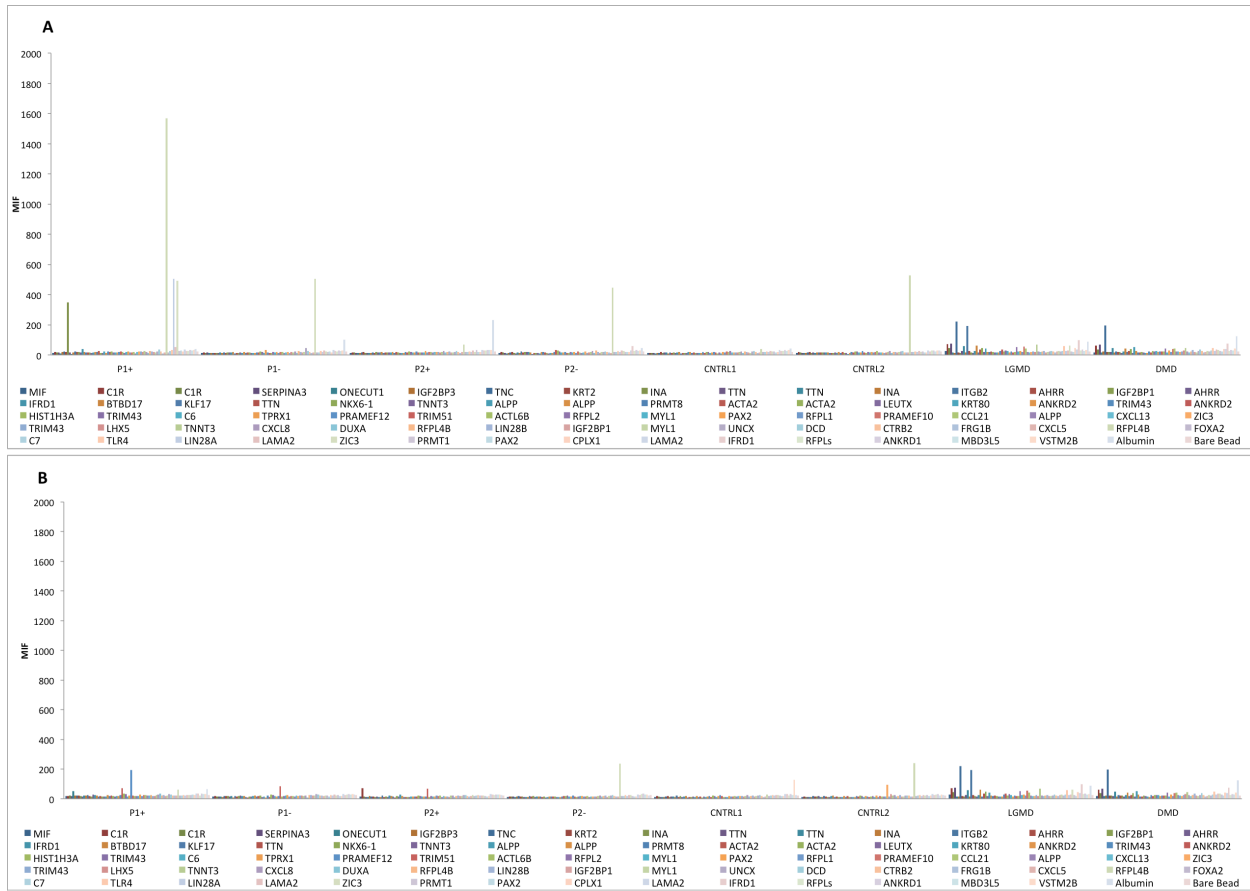 A
2000
1800
1600
1400
1200
1000
800
600
400
200
0
MIF
P1+ P1- P2+ P2- CNTRL1 CNTRL2 LGMD DMD
MIF C1R C1R SERPINA3 ONECUT1 IGF2BP3 TNC KRT2 INA TTN TTN INA ITGB2 AHRR IGF2BP1 AHRR
IFRD1 BTBD17 KLF17 TTN NKX6-1 TNNT3 ALPP ALPP PRMT8 ACTA2 ACTA2 LEUTX KRT80 ANKRD2 TRIM43 ANKRD2
HIST1H3A TRIM43 C6 TPRX1 PRAMEF12 TRIM51 ACTL6B RFPL2 MYL1 PAX2 RFPL1 PRAMEF10 CCL21 ALPP CXCL13 ZIC3
TRIM43 LHX5 TNNT3 CXCL8 DUXA RFPL4B LIN28B IGF2BP1 MYL1 UNCX DCD CTRB2 FRG1B CXCL5 RFPL4B FOXA2
C7 TLR4 LIN28A LAMA2 ZIC3 PRMT1 PAX2 CPLX1 LAMA2 IFRD1 RFPLs ANKRD1 MBD3L5 VSTM2B Albumin Bare Bead
B
2000
1800
1600
1400
1200
1000
800
600
400
200
0
MIF
P1+ P1- P2+ P2- CNTRL1 CNTRL2 LGMD DMD
MIF C1R C1R SERPINA3 ONECUT1 IGF2BP3 TNC KRT2 INA TTN TTN INA ITGB2 AHRR IGF2BP1 AHRR
IFRD1 BTBD17 KLF17 TTN NKX6-1 TNNT3 ALPP ALPP PRMT8 ACTA2 ACTA2 LEUTX KRT80 ANKRD2 TRIM43 ANKRD2
HIST1H3A TRIM43 C6 TPRX1 PRAMEF12 TRIM51 ACTL6B RFPL2 MYL1 PAX2 RFPL1 PRAMEF10 CCL21 ALPP CXCL13 ZIC3
TRIM43 LHX5 TNNT3 CXCL8 DUXA RFPL4B LIN28B IGF2BP1 MYL1 UNCX DCD CTRB2 FRG1B CXCL5 RFPL4B FOXA2
C7 TLR4 LIN28A LAMA2 ZIC3 PRMT1 PAX2 CPLX1 LAMA2 IFRD1 RFPLs ANKRD1 MBD3L5 VSTM2B Albumin Bare Bead